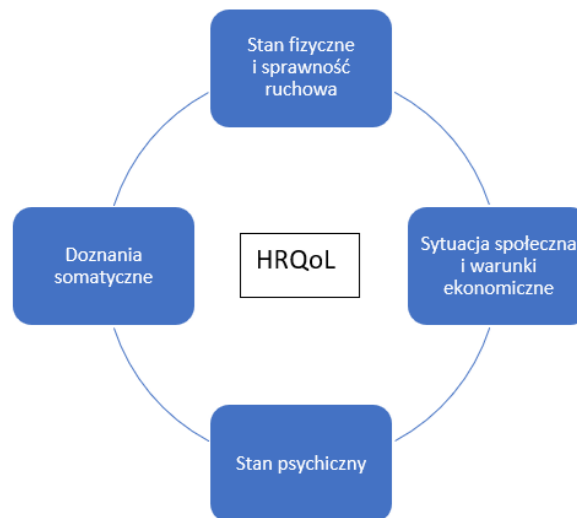 Stan fizyczne
i sprawność
ruchowa
Doznania
somatyczne
HRQoL
Sytuacja społeczna
i warunki
ekonomiczne
Stan psychiczny